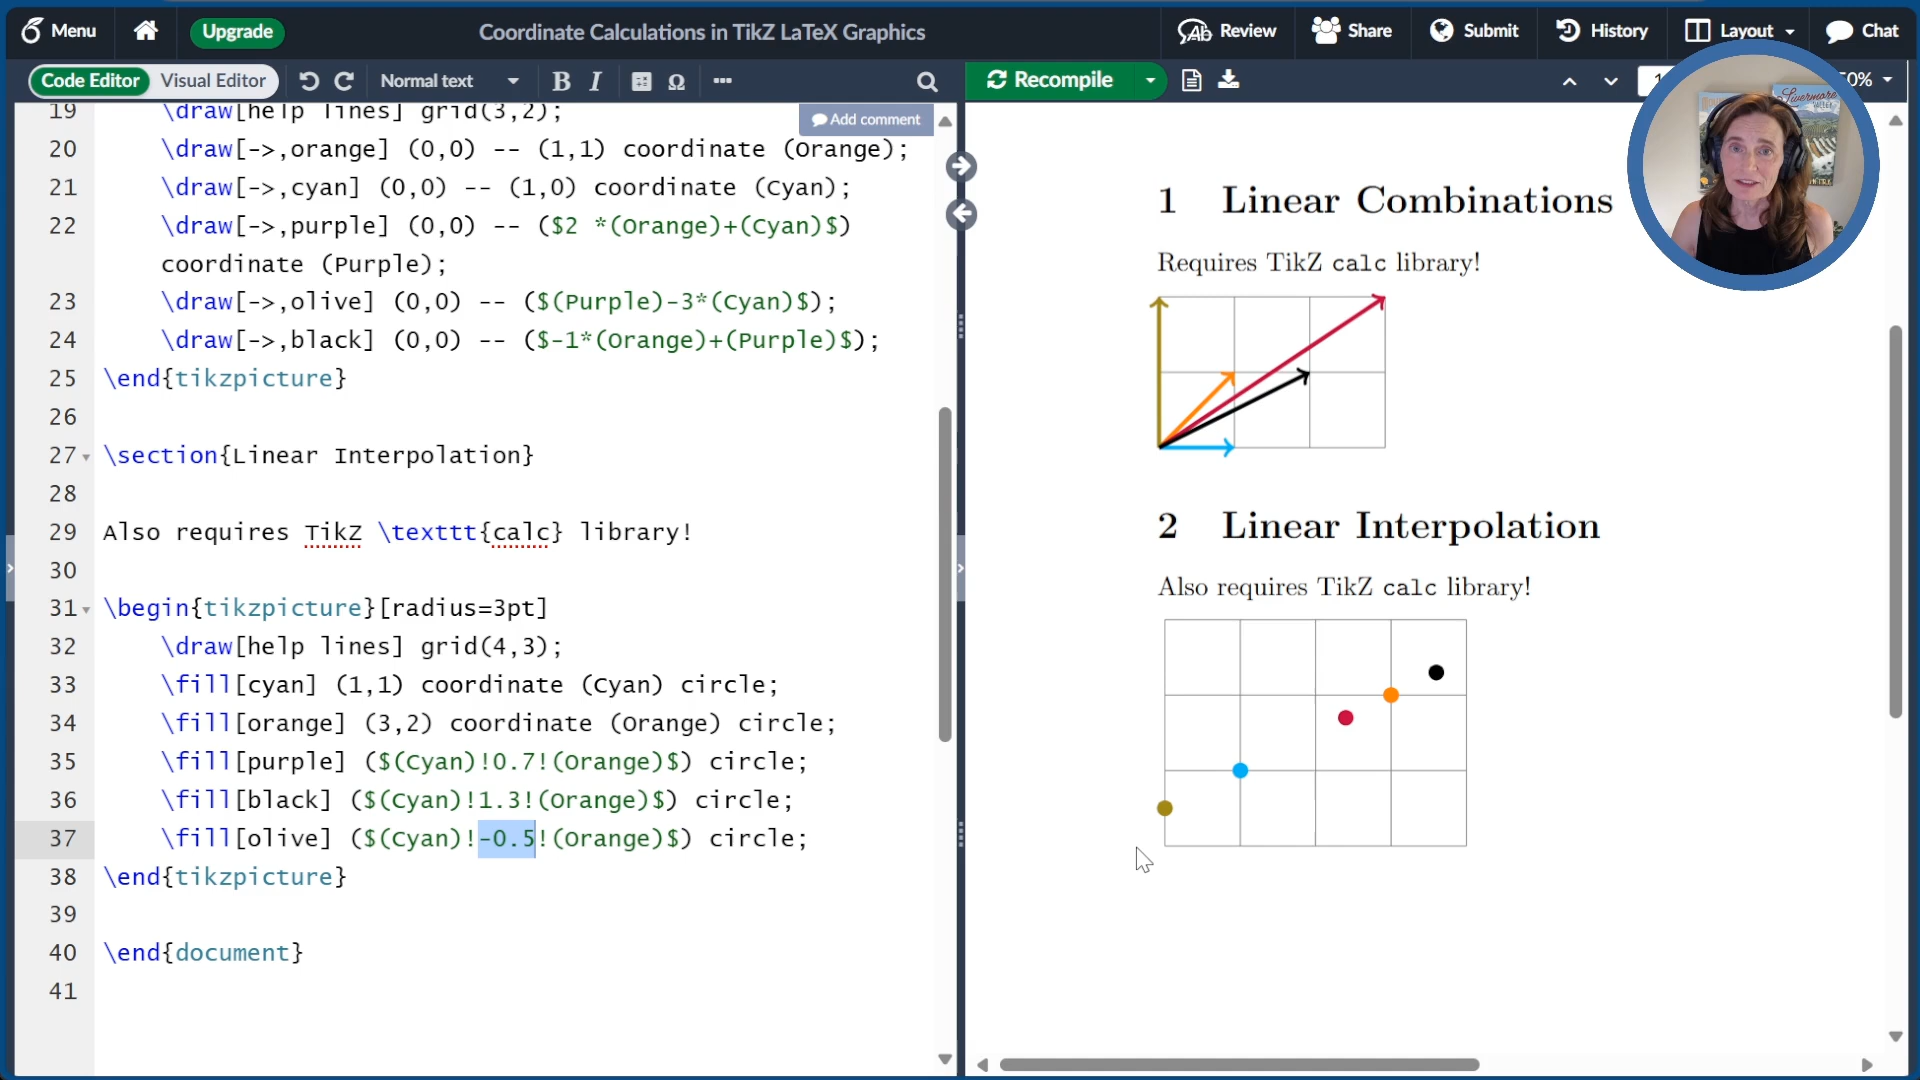 Menu
Upgrade
Coordinate Calculations in TikZ LaTeX Graphics
Review
Share
Submit
History
Layout
Chat
Code Editor
Visual Editor
Normal text
B I Ω
Recompile
0%
Add comment
19 \draw[help lines] grid(3,2);
20 \draw[->,orange] (0,0) -- (1,1) coordinate (Orange);
21 \draw[->,cyan] (0,0) -- (1,0) coordinate (Cyan);
22 \draw[->,purple] (0,0) -- ($2 *(Orange)+(Cyan)$)
coordinate (Purple);
23 \draw[->,olive] (0,0) -- ($(Purple)-3*(Cyan)$);
24 \draw[->,black] (0,0) -- ($-1*(Orange)+(Purple)$);
25 \end{tikzpicture}
26
27 \section{Linear Interpolation}
28
29 Also requires TikZ \texttt{calc} library!
30
31 \begin{tikzpicture}[radius=3pt]
32 \draw[help lines] grid(4,3);
33 \fill[cyan] (1,1) coordinate (Cyan) circle;
34 \fill[orange] (3,2) coordinate (Orange) circle;
35 \fill[purple] ($(Cyan)!0.7!(Orange)$) circle;
36 \fill[black] ($(Cyan)!1.3!(Orange)$) circle;
37 \fill[olive] ($(Cyan)!-0.5!(Orange)$) circle;
38 \end{tikzpicture}
39
40 \end{document}
41
1 Linear Combinations
Requires TikZ calc library!
2 Linear Interpolation
Also requires TikZ calc library!
Livermore
VALLEY